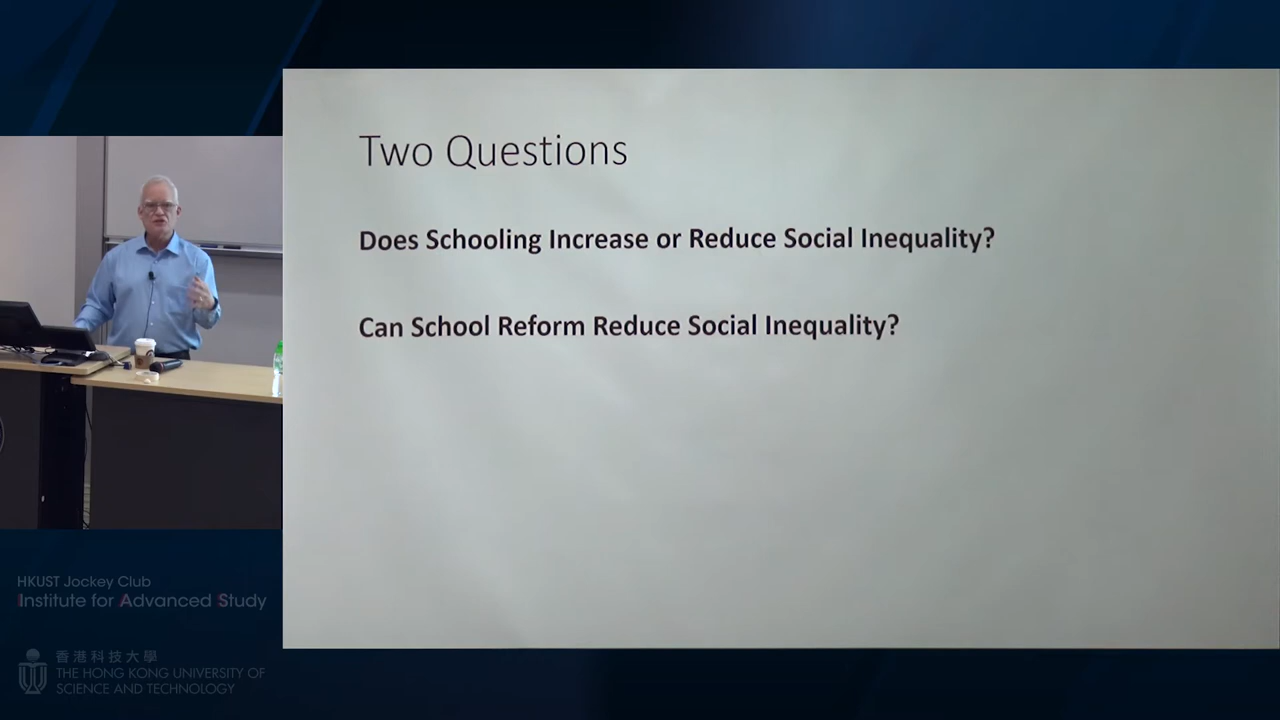 Two Questions
Does Schooling Increase or Reduce Social Inequality?
Can School Reform Reduce Social Inequality?
HKUST Jockey Club
Institute for Advanced Study
香港科技大學
THE HONG KONG UNIVERSITY OF
SCIENCE AND TECHNOLOGY